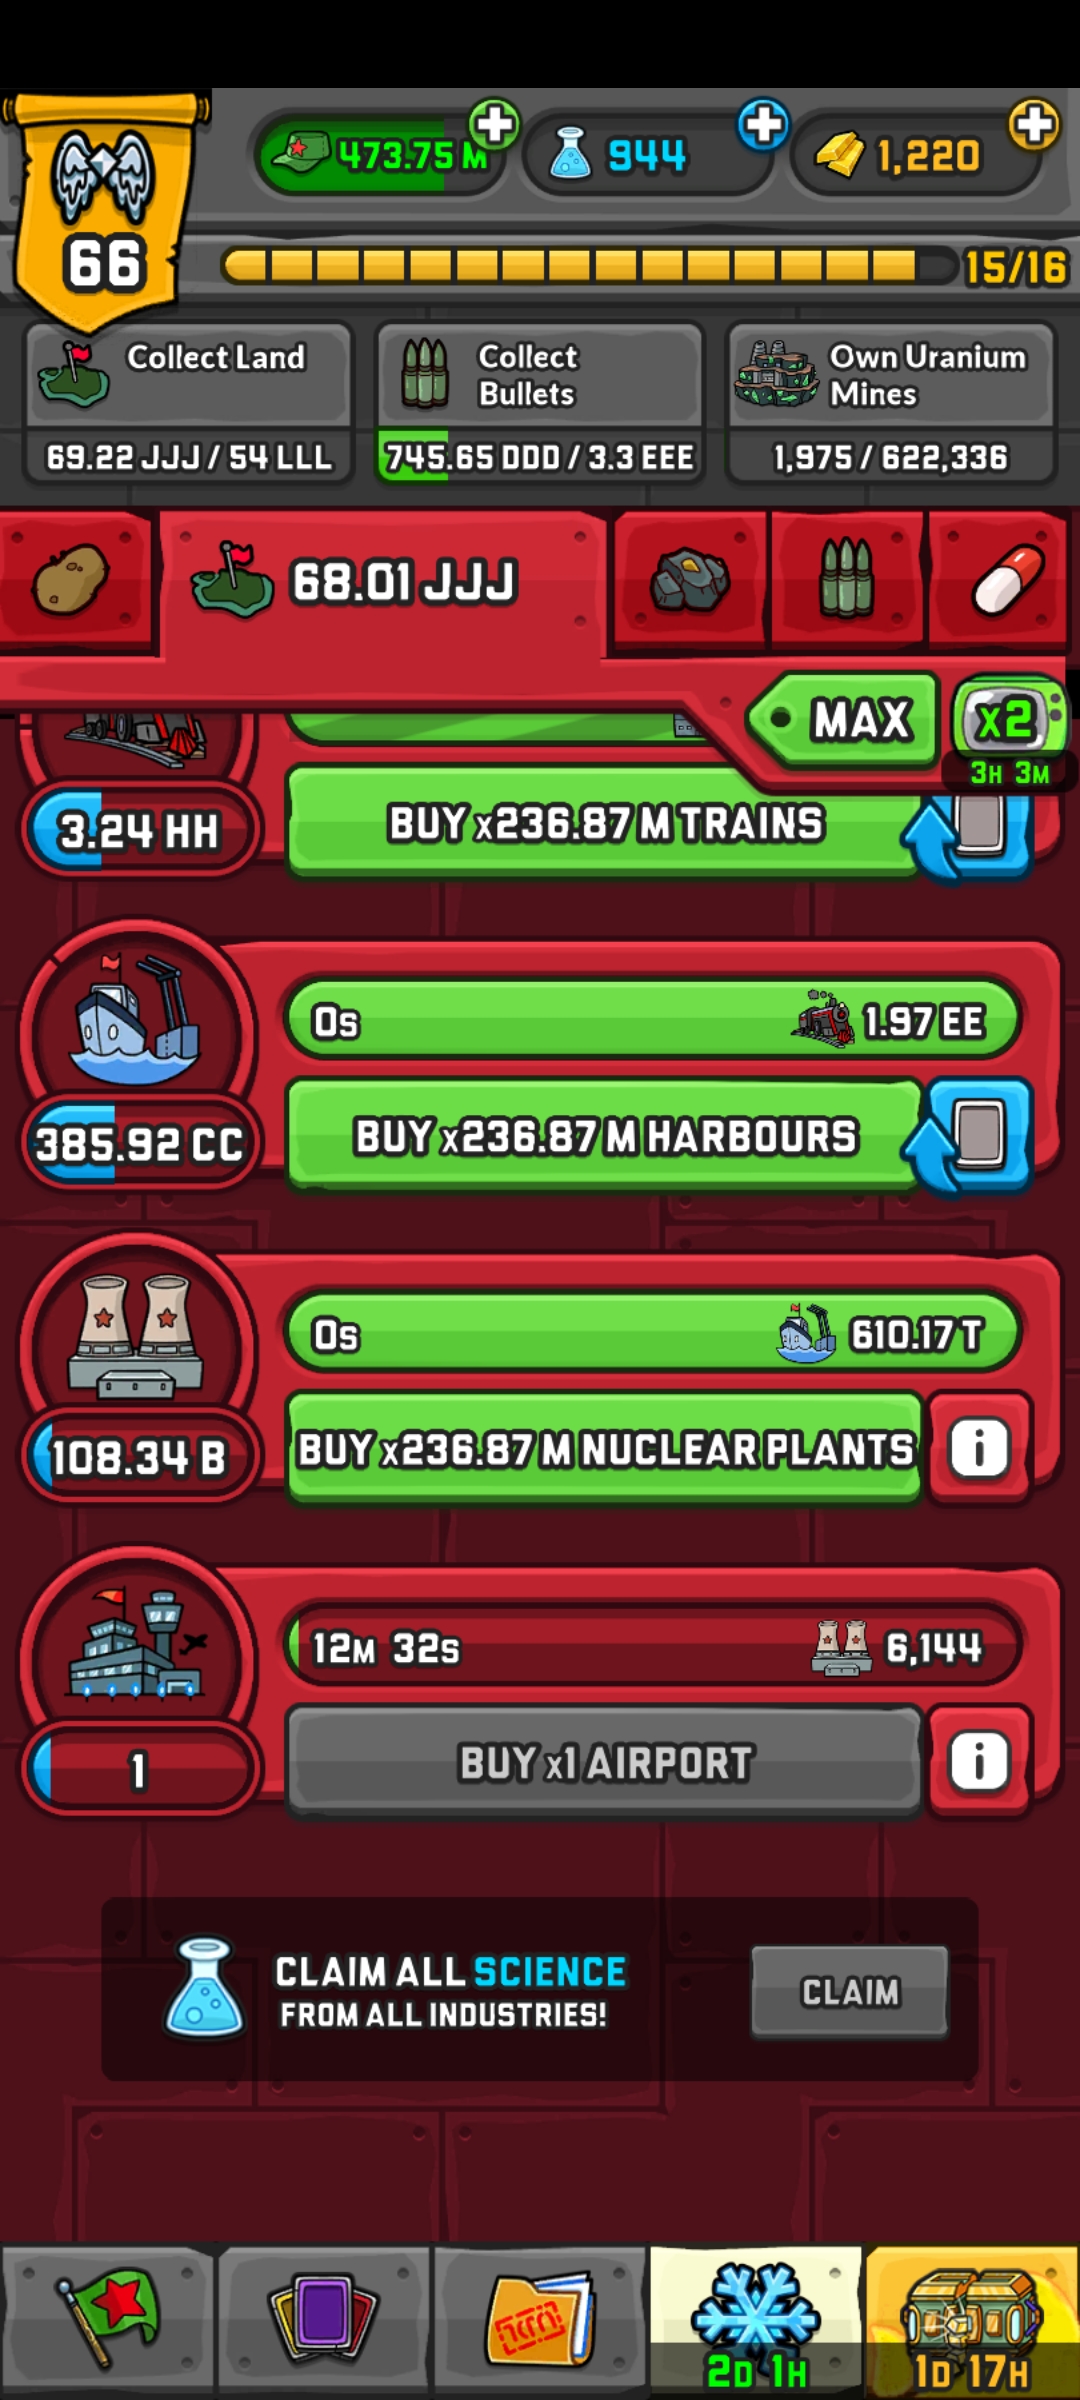 473.75 M
944
1,220
66
15/16
Collect Land
69.22 JJJ / 54 LLL
Collect
Bullets
745.65 DDD / 3.3 EEE
Own Uranium
Mines
1,975 / 622,336
68.01 JJJ
MAX
x2
3H 3M
3.24 HH
BUY x236.87 M TRAINS
0s
1.97 EE
385.92 CC
BUY x236.87 M HARBOURS
0s
610.17 T
108.34 B
BUY x236.87 M NUCLEAR PLANTS
i
12M 32s
6,144
1
BUY x1 AIRPORT
i
CLAIM ALL SCIENCE
FROM ALL INDUSTRIES!
CLAIM
2D 1H
1D 17H